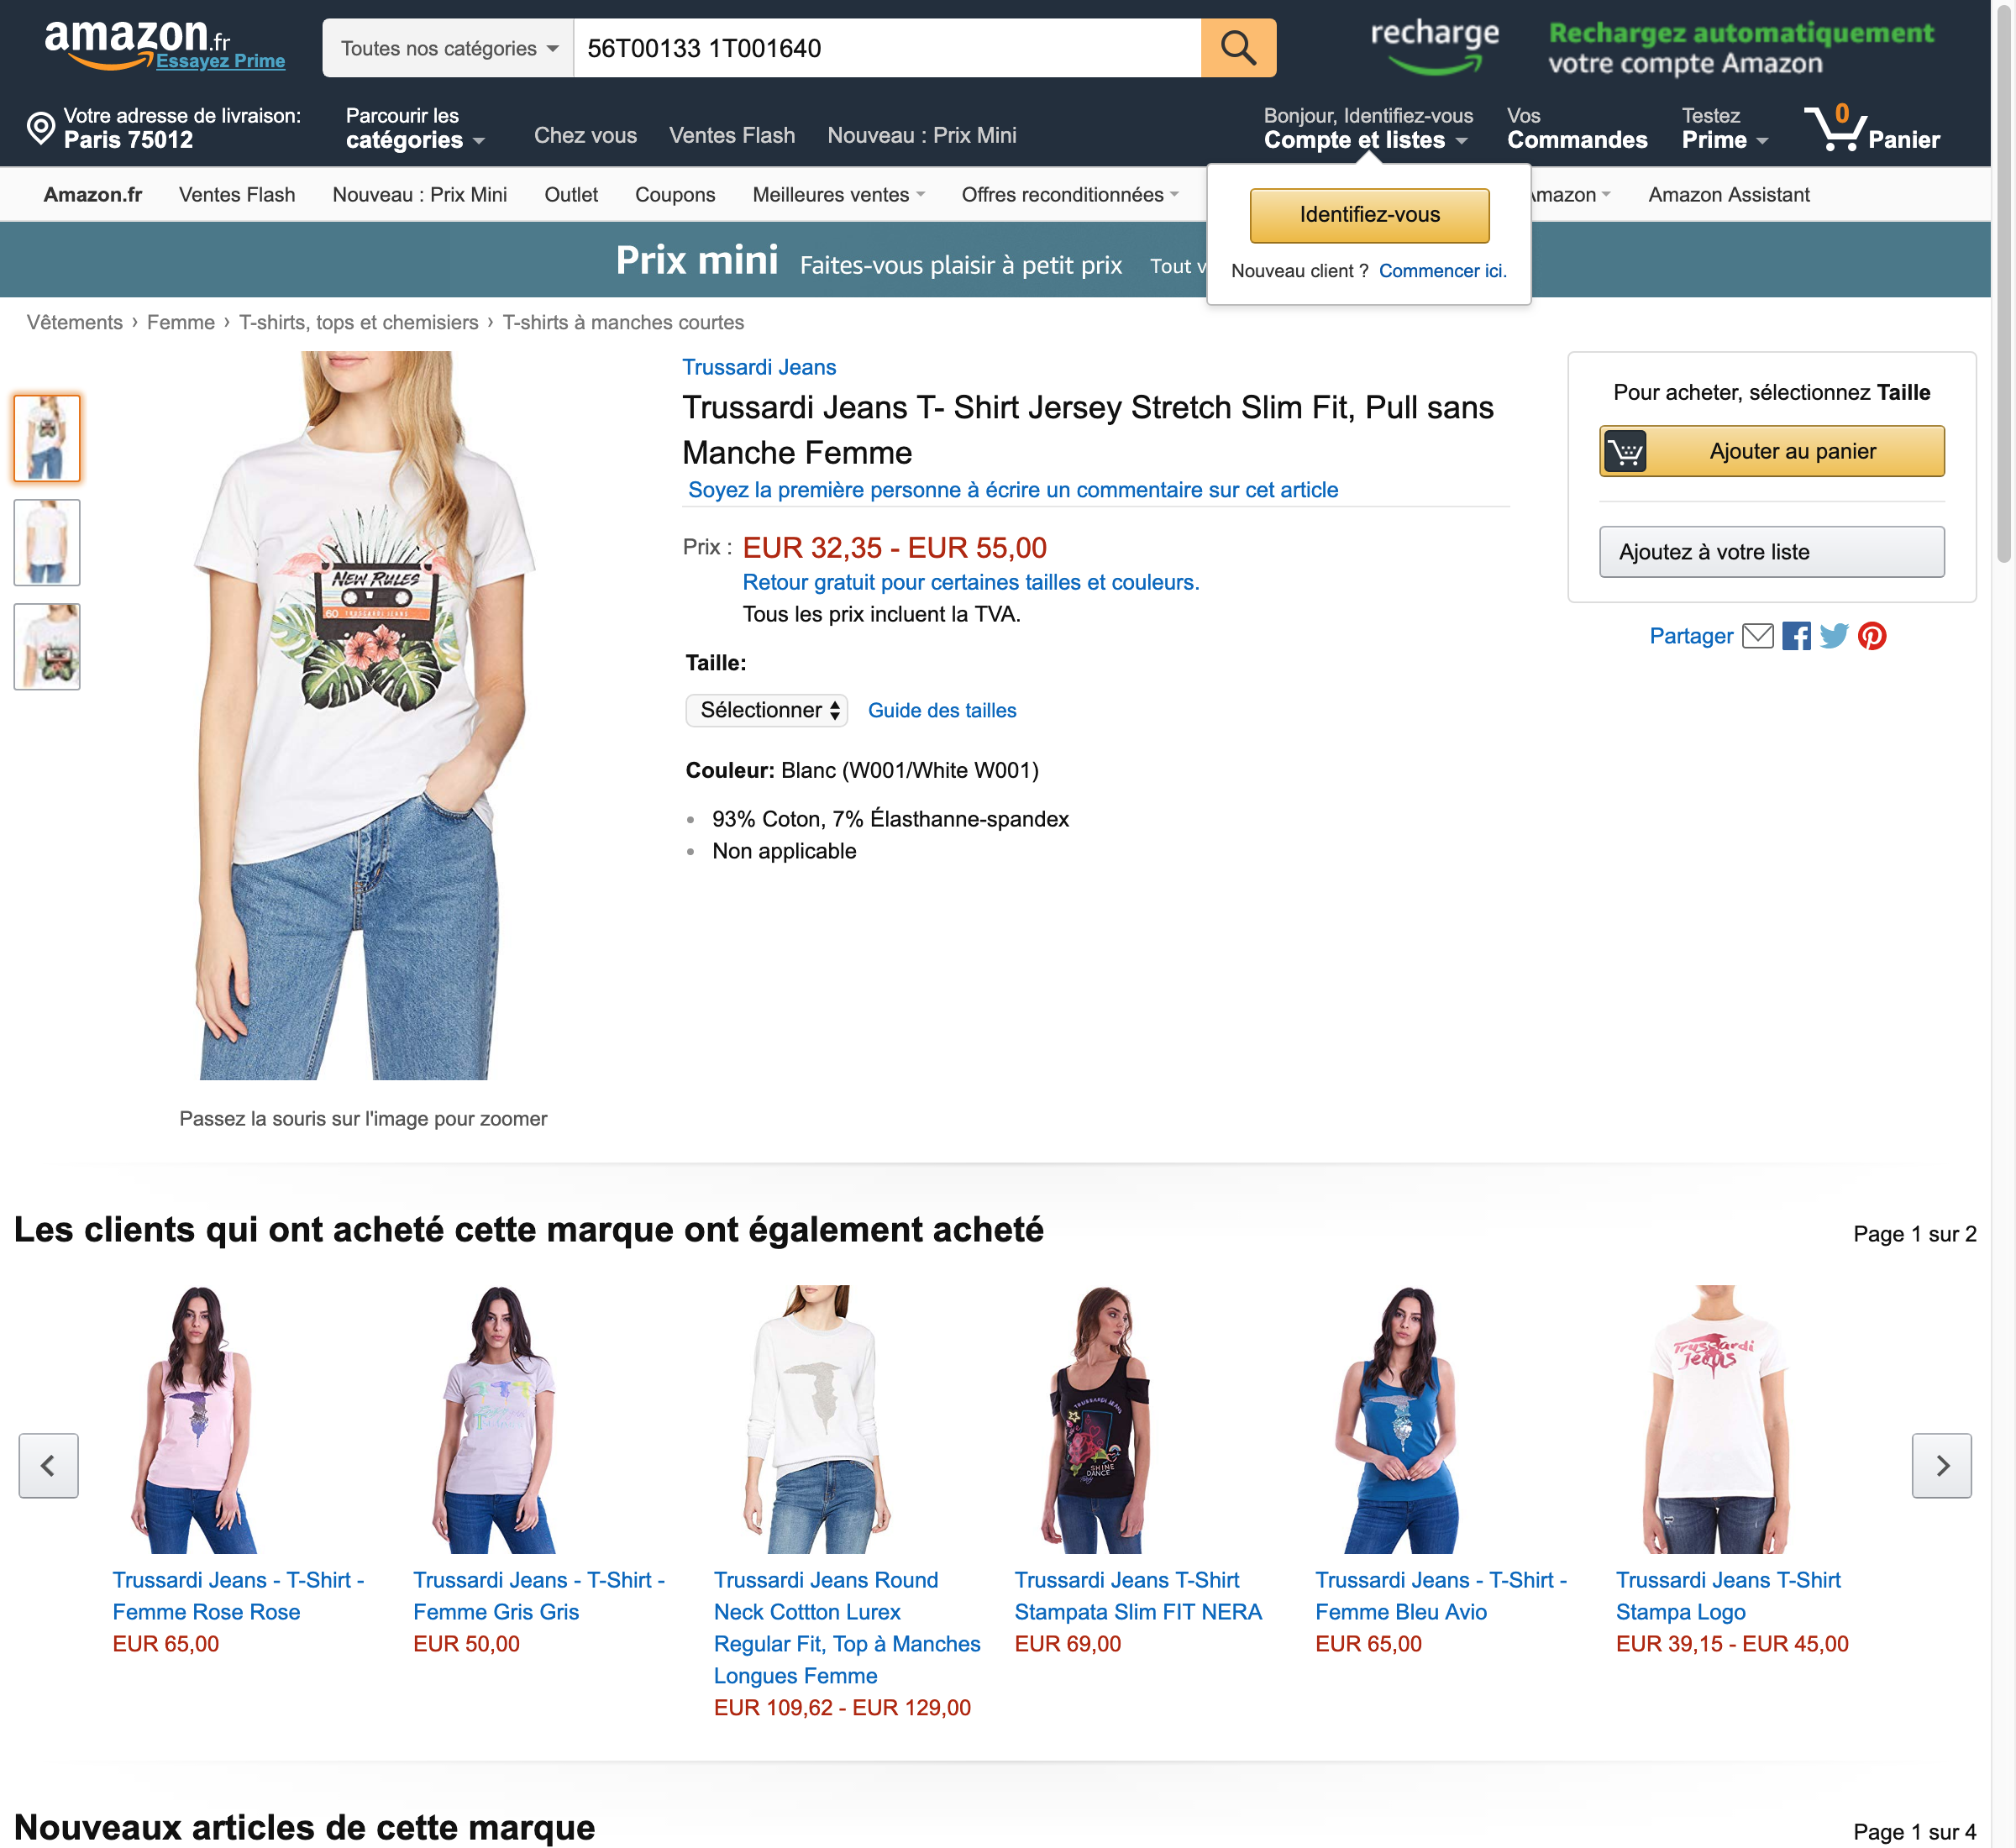 amazon.fr
Essayez Prime
Toutes nos catégories
56T00133 1T001640
recharge
Rechargez automatiquement
votre compte Amazon
Votre adresse de livraison:
Paris 75012
Parcourir les
catégories
Chez vous
Ventes Flash
Nouveau : Prix Mini
Bonjour, Identifiez-vous
Compte et listes
Vos
Commandes
Testez
Prime
0
Panier
Amazon.fr
Ventes Flash
Nouveau : Prix Mini
Outlet
Coupons
Meilleures ventes
Offres reconditionnées
Amazon
Amazon Assistant
Identifiez-vous
Nouveau client ? Commencer ici.
Prix mini Faites-vous plaisir à petit prix Tout
Vêtements › Femme › T-shirts, tops et chemisiers › T-shirts à manches courtes
Trussardi Jeans
Trussardi Jeans T- Shirt Jersey Stretch Slim Fit, Pull sans
Manche Femme
Soyez la première personne à écrire un commentaire sur cet article
Prix : EUR 32,35 - EUR 55,00
Retour gratuit pour certaines tailles et couleurs.
Tous les prix incluent la TVA.
Taille:
Sélectionner
Guide des tailles
Couleur: Blanc (W001/White W001)
• 93% Coton, 7% Élasthanne-spandex
• Non applicable
Pour acheter, sélectionnez Taille
Ajouter au panier
Ajoutez à votre liste
Partager
NEW RULES
60 TRUSSARDI JEANS
Passez la souris sur l'image pour zoomer
Les clients qui ont acheté cette marque ont également acheté
Page 1 sur 2
Trussardi Jeans
TRUSSARDI JEANS
SHINE
DANCE
Trussardi Jeans - T-Shirt -
Femme Rose Rose
EUR 65,00
Trussardi Jeans - T-Shirt -
Femme Gris Gris
EUR 50,00
Trussardi Jeans Round
Neck Cottton Lurex
Regular Fit, Top à Manches
Longues Femme
EUR 109,62 - EUR 129,00
Trussardi Jeans T-Shirt
Stampata Slim FIT NERA
EUR 69,00
Trussardi Jeans - T-Shirt -
Femme Bleu Avio
EUR 65,00
Trussardi Jeans T-Shirt
Stampa Logo
EUR 39,15 - EUR 45,00
Nouveaux articles de cette marque
Page 1 sur 4